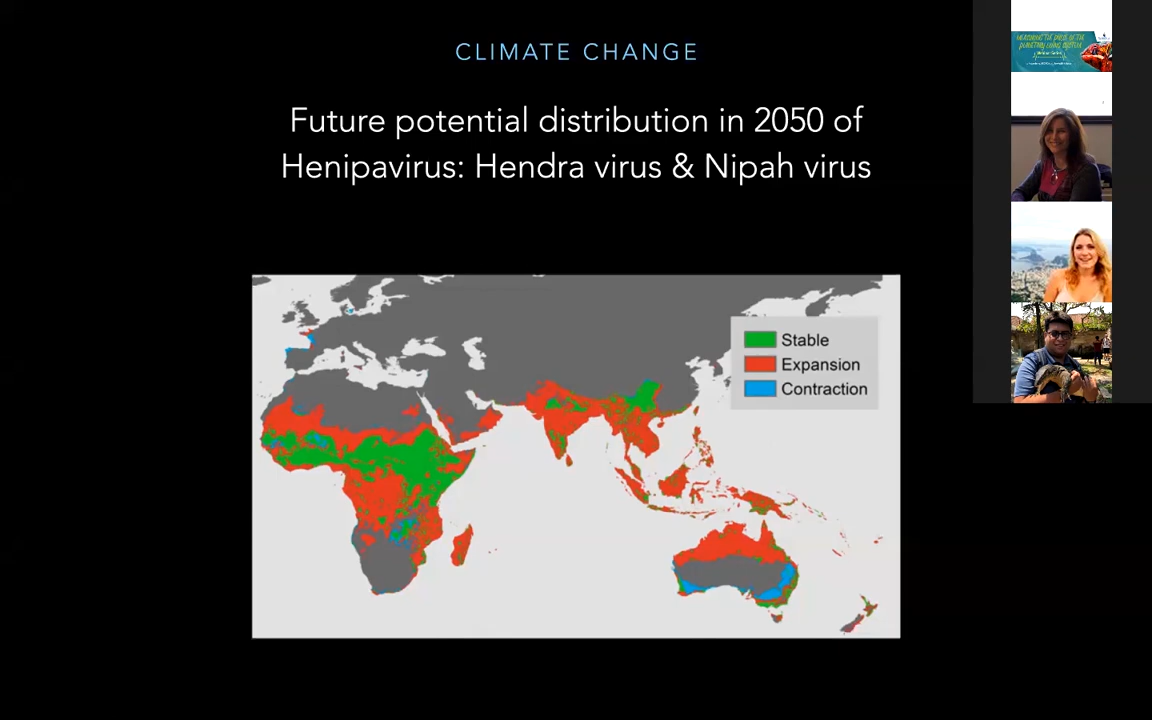 CLIMATE CHANGE
Future potential distribution in 2050 of
Henipavirus: Hendra virus & Nipah virus
Stable
Expansion
Contraction